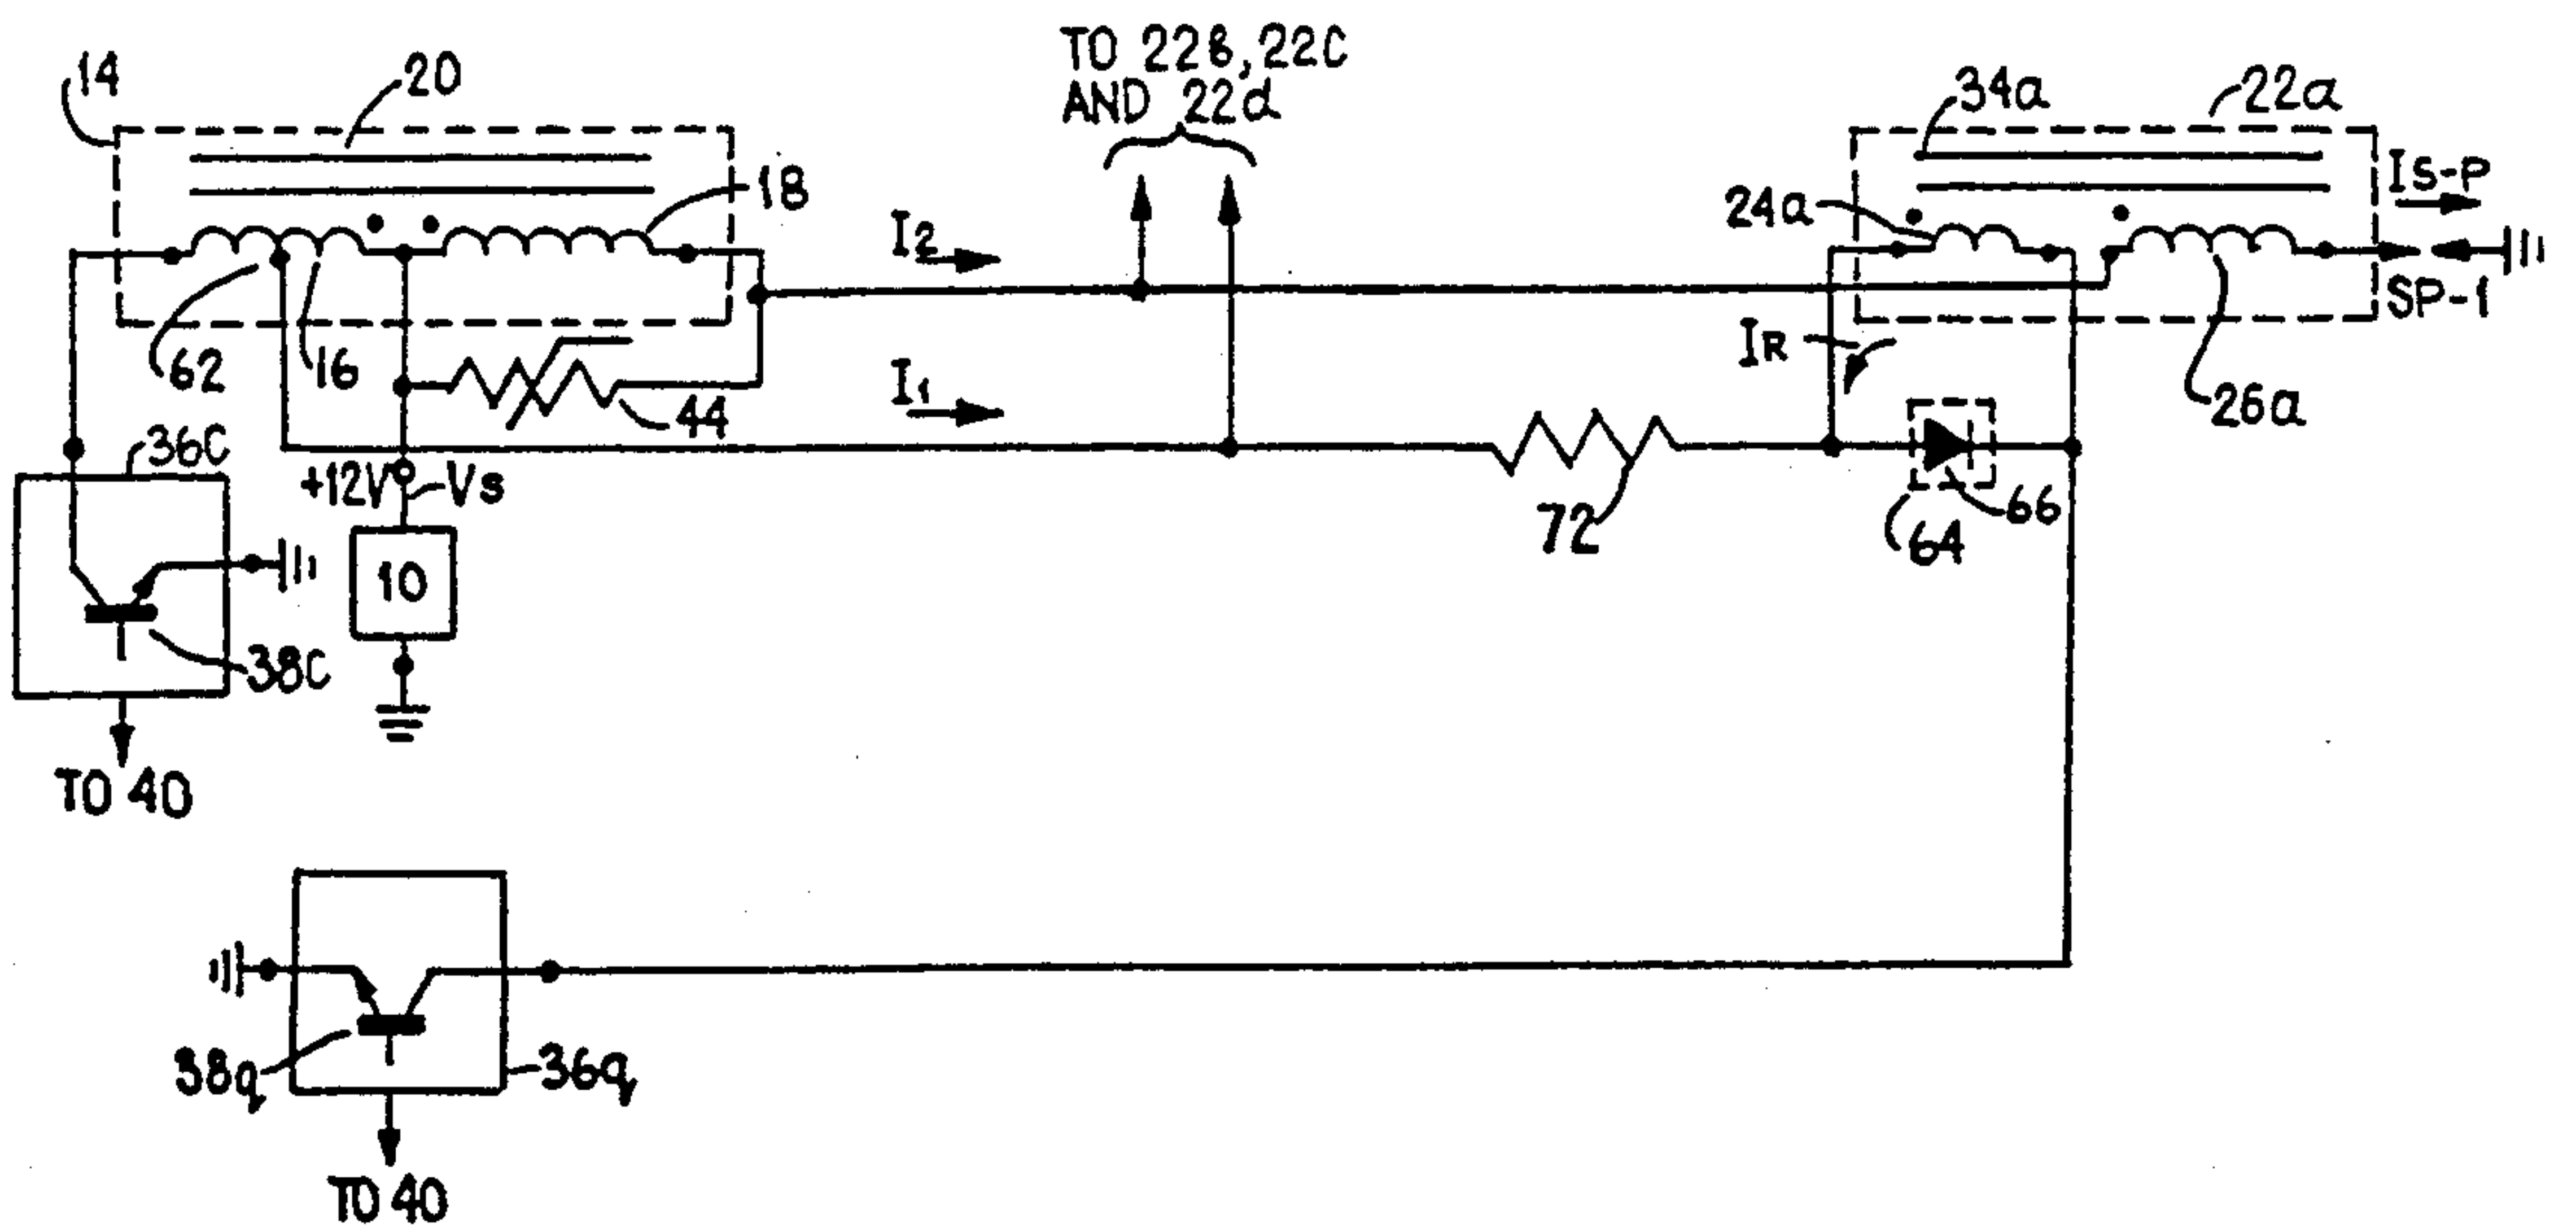 TO 22B, 22C
AND 22d
14
20
18
34a
22a
IS-P
24a
I2
62
16
44
IR
SP-1
26a
I1
36C
+12V
VS
72
66
64
10
38C
TO 40
38q
36q
TO 40